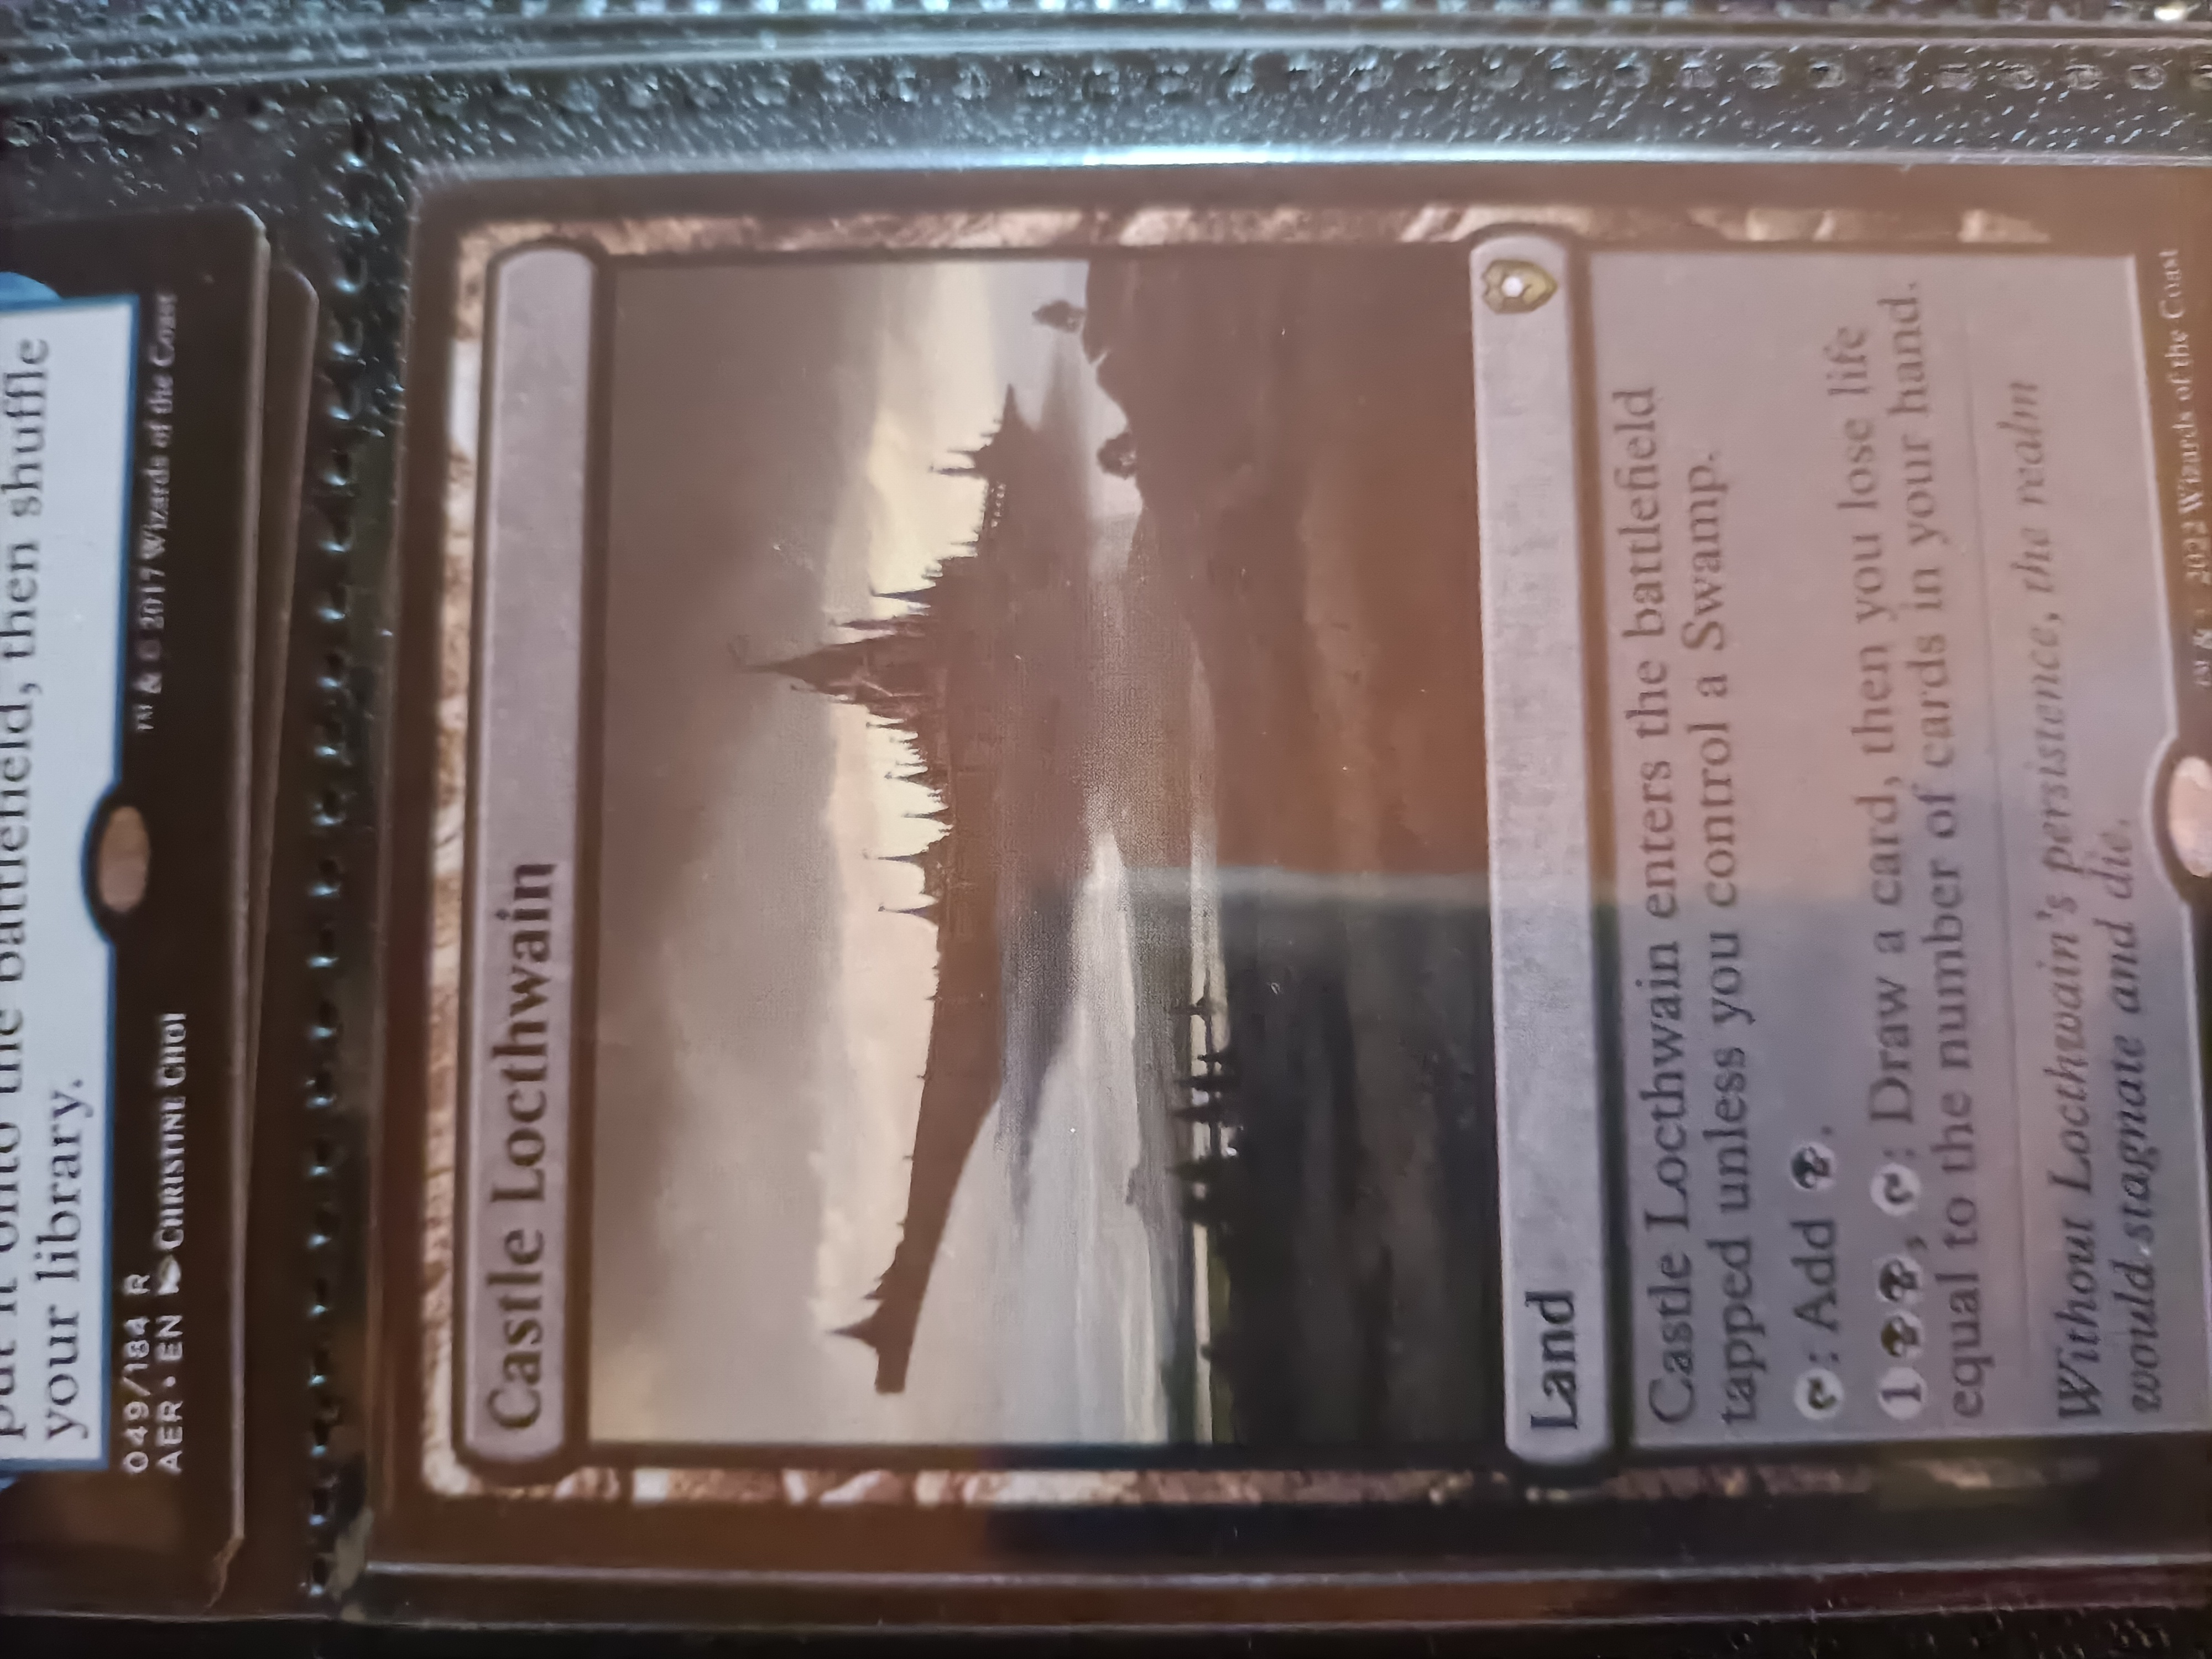 put it onto the battlefield, then shuffle
your library.
049/184 R
AER • EN CHRISTINE CHOI
™ & © 2017 Wizards of the Coast
Castle Locthwain
Land
Castle Locthwain enters the battlefield
tapped unless you control a Swamp.
: Add .
1, : Draw a card, then you lose life
equal to the number of cards in your hand.
Without Locthwain's persistence, the realm
would stagnate and die.
™ & © 2022 Wizards of the Coast